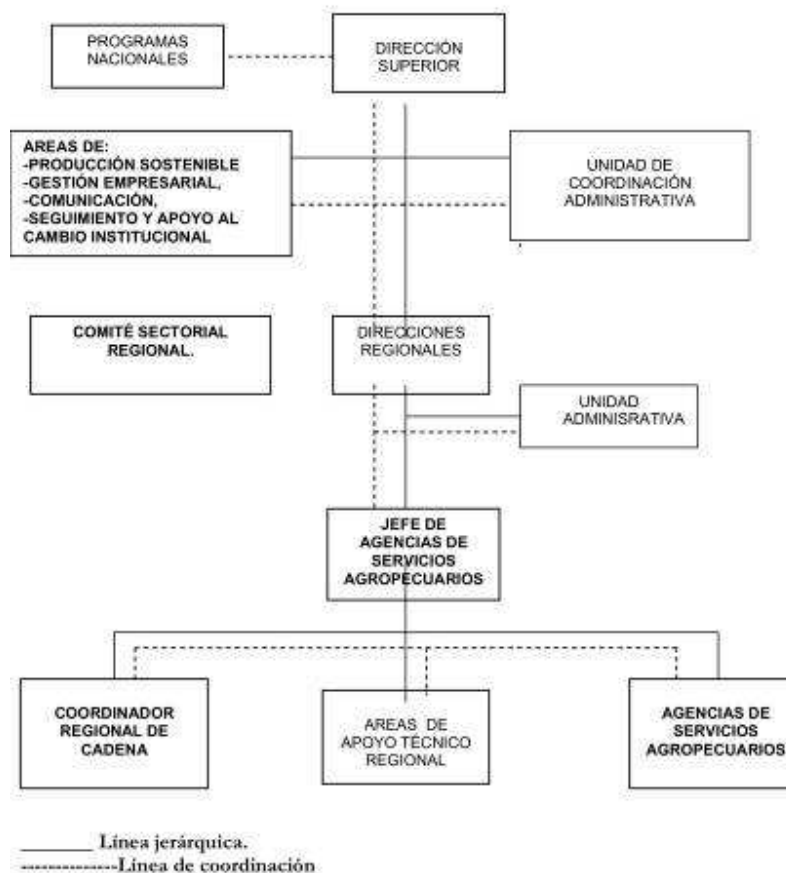 PROGRAMAS
NACIONALES
DIRECCIÓN
SUPERIOR
AREAS DE:
-PRODUCCIÓN SOSTENIBLE
-GESTIÓN EMPRESARIAL,
-COMUNICACIÓN,
-SEGUIMIENTO Y APOYO AL
CAMBIO INSTITUCIONAL
UNIDAD DE
COORDINACIÓN
ADMINISTRATIVA
COMITÉ SECTORIAL
REGIONAL.
DIRECCIONES
REGIONALES
UNIDAD
ADMINISRATIVA
JEFE DE
AGENCIAS DE
SERVICIOS
AGROPECUARIOS
COORDINADOR
REGIONAL DE
CADENA
AREAS DE
APOYO TÉCNICO
REGIONAL
AGENCIAS DE
SERVICIOS
AGROPECUARIOS
Línea jerárquica.
Línea de coordinación